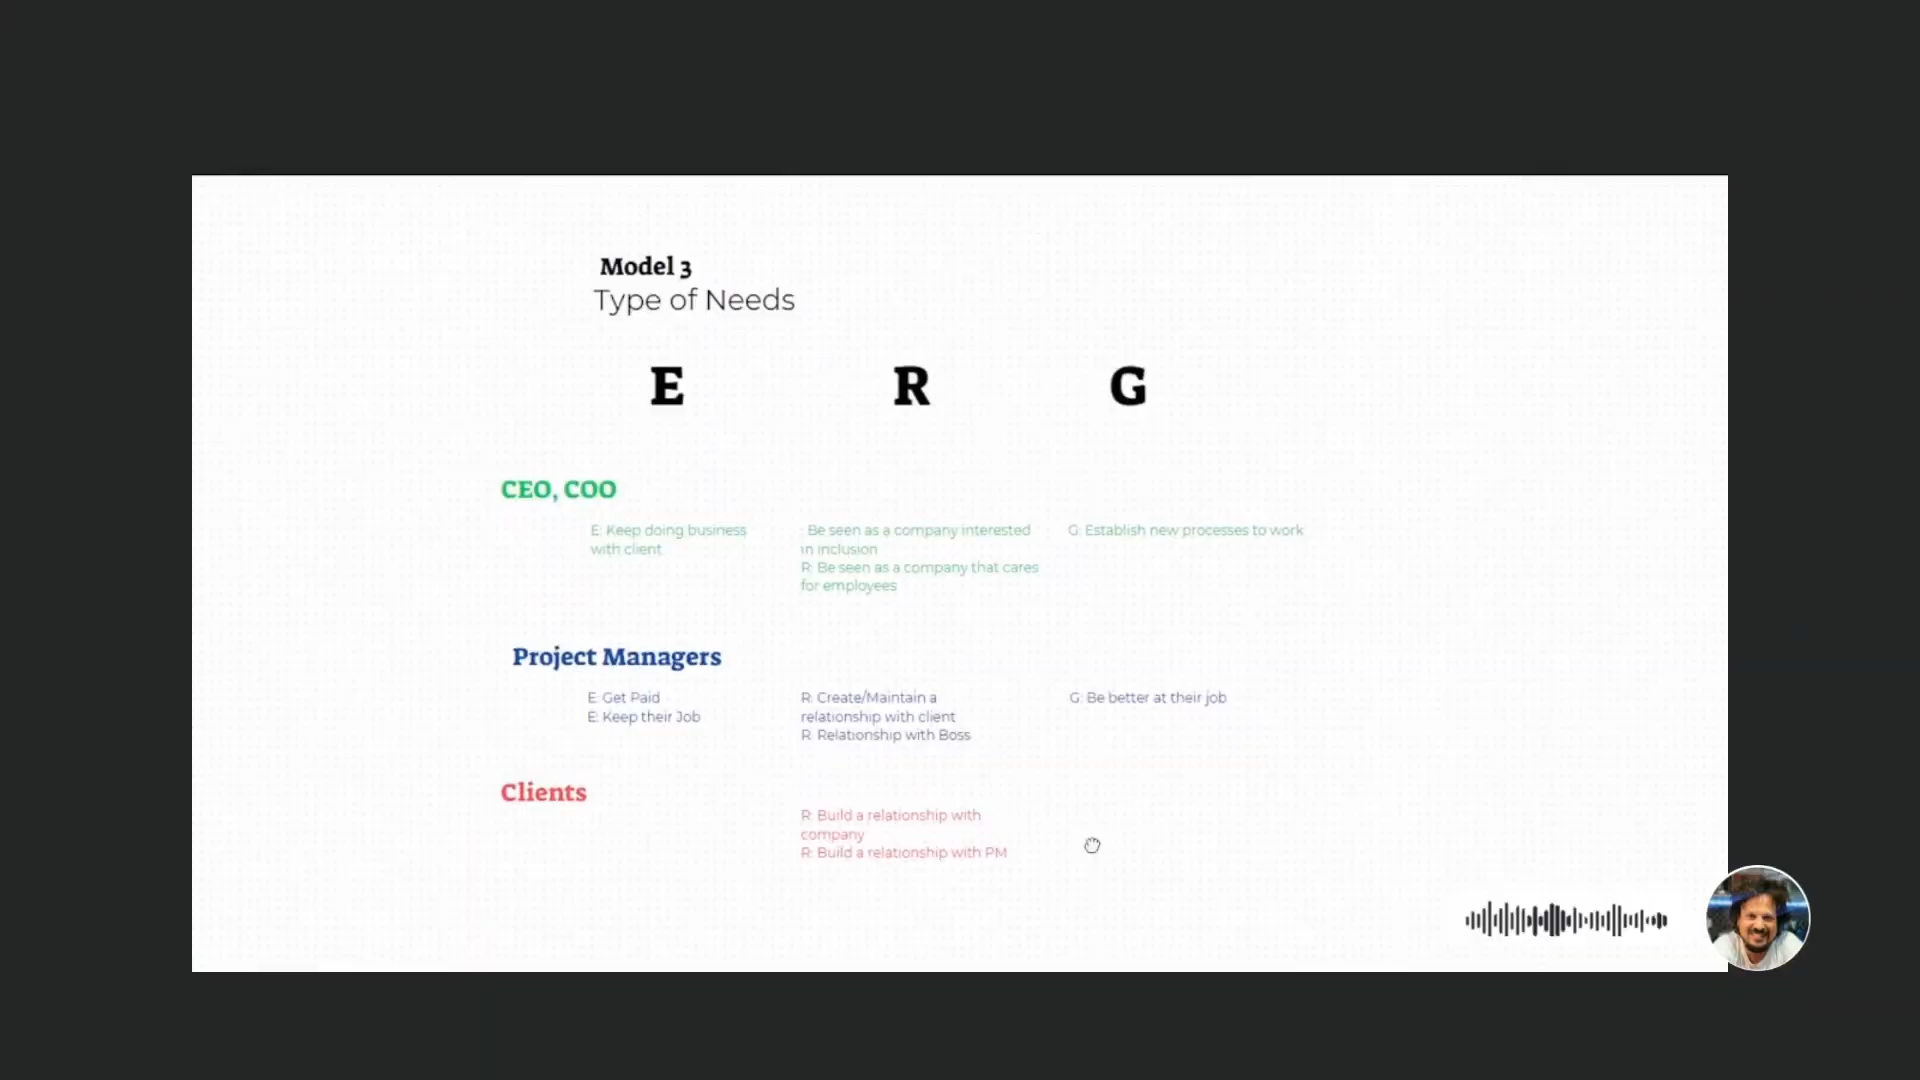 Model 3
Type of Needs
E R G
CEO, COO
E: Keep doing business
with client
: Be seen as a company interested
in inclusion
R: Be seen as a company that cares
for employees
G: Establish new processes to work
Project Managers
E: Get Paid
E: Keep their Job
R: Create/Maintain a
relationship with client
R: Relationship with Boss
G: Be better at their job
Clients
R: Build a relationship with
company
R: Build a relationship with PM